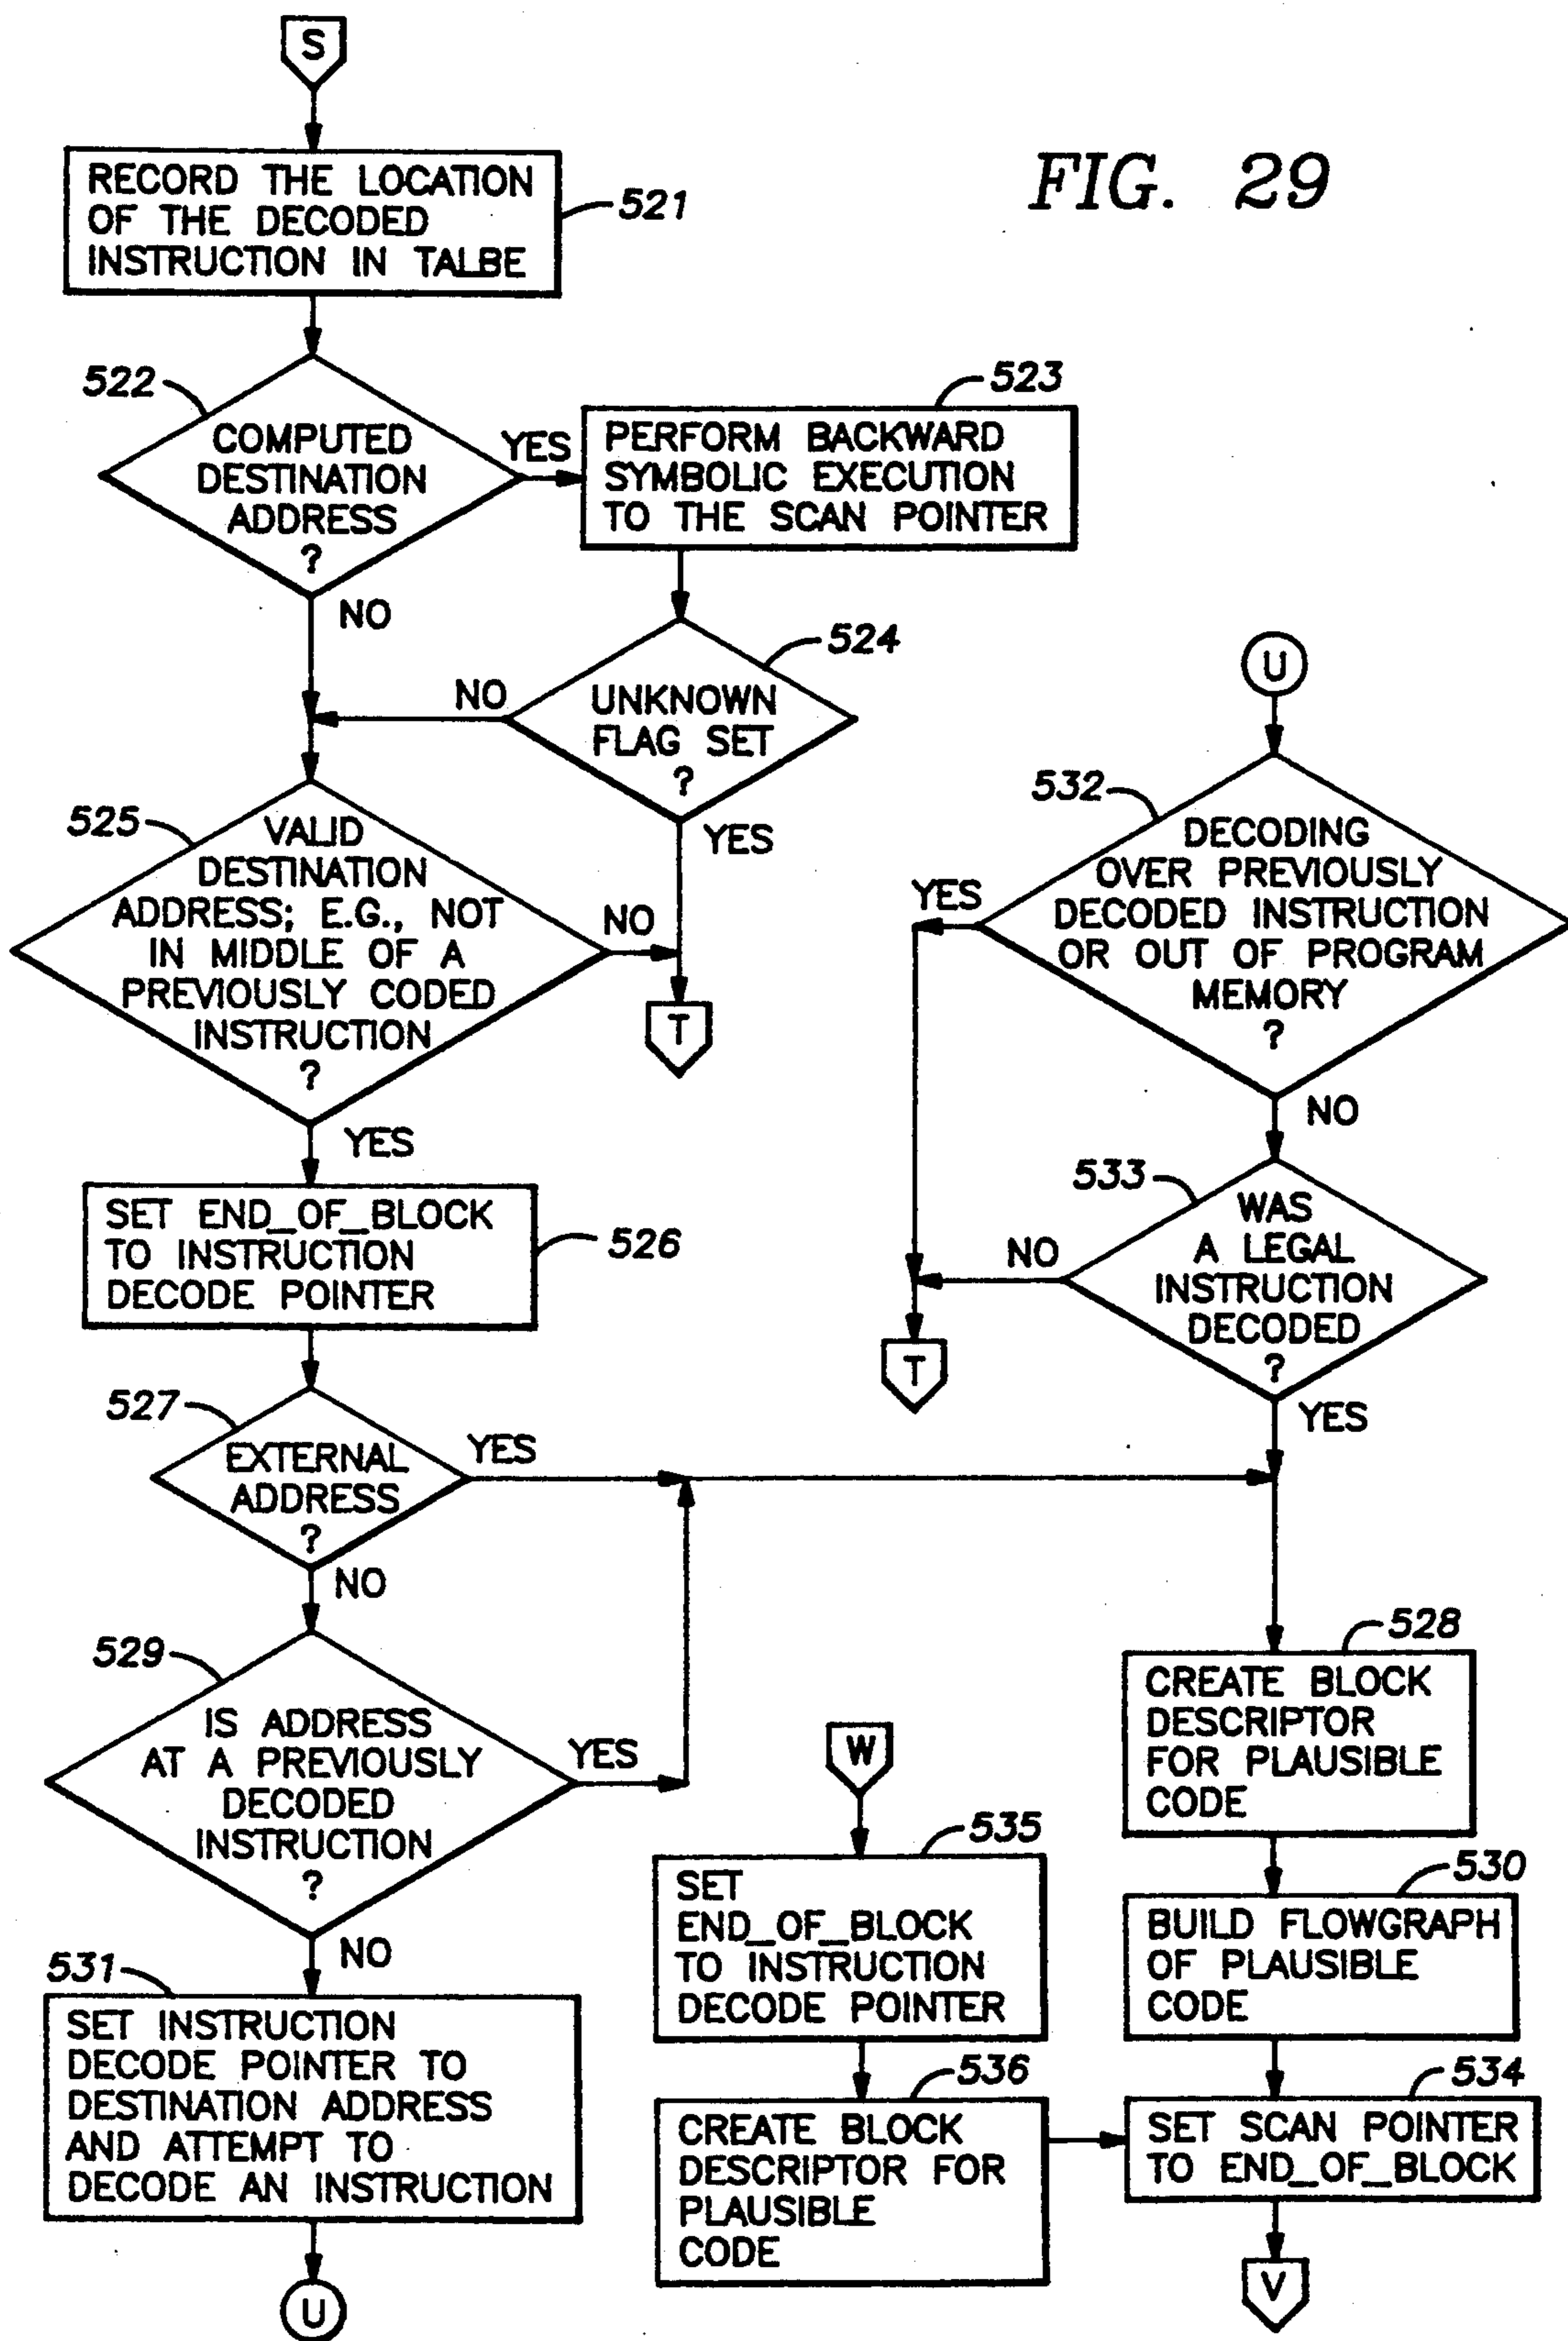 S
FIG. 29
RECORD THE LOCATION
OF THE DECODED
INSTRUCTION IN TALBE
521
522
COMPUTED
DESTINATION
ADDRESS
?
YES
NO
523
PERFORM BACKWARD
SYMBOLIC EXECUTION
TO THE SCAN POINTER
524
UNKNOWN
FLAG SET
?
NO
YES
525
VALID
DESTINATION
ADDRESS; E.G., NOT
IN MIDDLE OF A
PREVIOUSLY CODED
INSTRUCTION
?
NO
T
YES
SET END_OF_BLOCK
TO INSTRUCTION
DECODE POINTER
526
527
EXTERNAL
ADDRESS
?
YES
NO
529
IS ADDRESS
AT A PREVIOUSLY
DECODED
INSTRUCTION
?
YES
NO
531
SET INSTRUCTION
DECODE POINTER TO
DESTINATION ADDRESS
AND ATTEMPT TO
DECODE AN INSTRUCTION
U
U
532
DECODING
OVER PREVIOUSLY
DECODED INSTRUCTION
OR OUT OF PROGRAM
MEMORY
?
YES
NO
533
WAS
A LEGAL
INSTRUCTION
DECODED
?
NO
T
YES
528
CREATE BLOCK
DESCRIPTOR
FOR PLAUSIBLE
CODE
530
BUILD FLOWGRAPH
OF PLAUSIBLE
CODE
W
535
SET
END_OF_BLOCK
TO INSTRUCTION
DECODE POINTER
536
CREATE BLOCK
DESCRIPTOR FOR
PLAUSIBLE
CODE
534
SET SCAN POINTER
TO END_OF_BLOCK
V